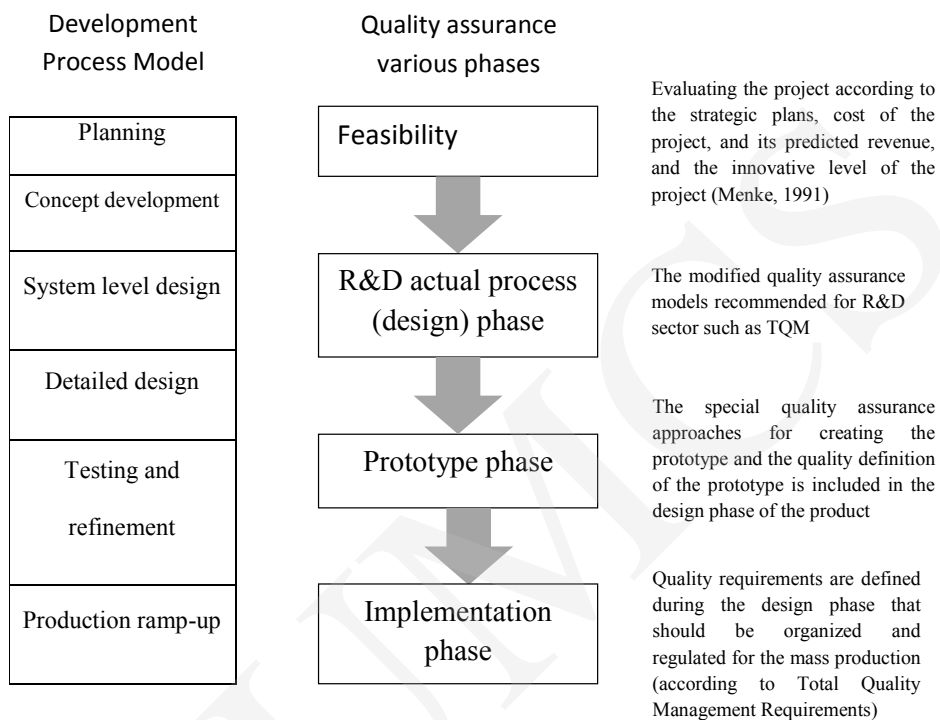 Development
Process Model
Planning
Concept development
System level design
Detailed design
Testing and
refinement
Production ramp-up
Quality assurance
various phases
Feasibility
R&D actual process
(design) phase
Prototype phase
Implementation
phase
Evaluating the project according to
the strategic plans, cost of the
project, and its predicted revenue,
and the innovative level of the
project (Menke, 1991)
The modified quality assurance
models recommended for R&D
sector such as TQM
The special quality assurance
approaches for creating the
prototype and the quality definition
of the prototype is included in the
design phase of the product
Quality requirements are defined
during the design phase that
should be organized and
regulated for the mass production
(according to Total Quality
Management Requirements)
UMCS